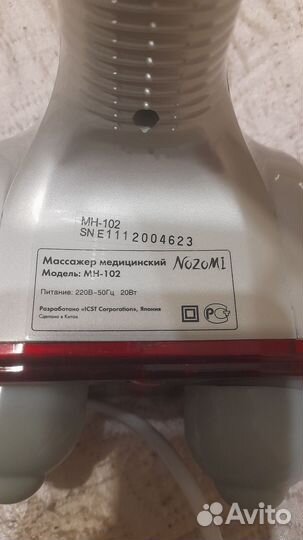 MH-102
SN E1112004623
Массажер медицинский NOZOMI
Модель: МН-102
Питание: 220В~50Гц 20Вт
Разработано «ICST Corporation», Япония
Сделано в Китае
Avito